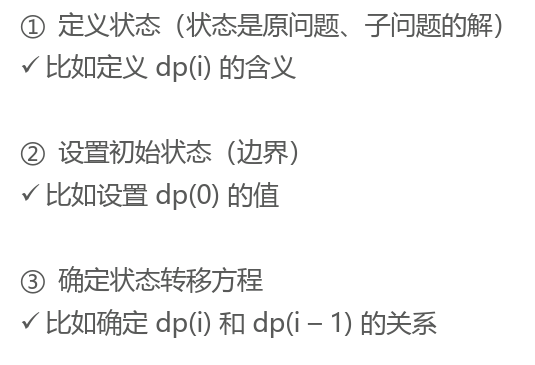 ① 定义状态（状态是原问题、子问题的解）
✓ 比如定义 dp(i) 的含义
② 设置初始状态（边界）
✓ 比如设置 dp(0) 的值
③ 确定状态转移方程
✓ 比如确定 dp(i) 和 dp(i – 1) 的关系